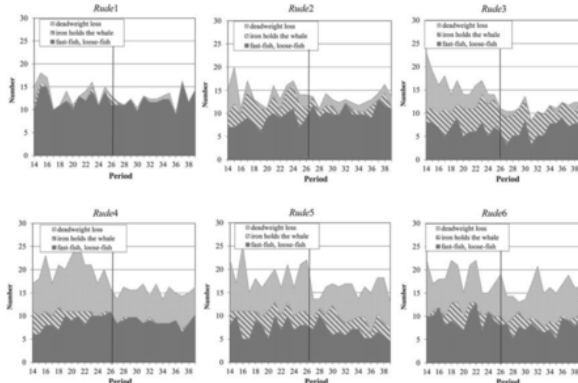 Rude1
deadweight loss
iron holds the whale
fast-fish, loose-fish
Number
30
25
20
15
10
5
0
14 16 18 20 22 24 26 28 30 32 34 36 38
Period
Rude2
deadweight loss
iron holds the whale
fast-fish, loose-fish
Number
30
25
20
15
10
5
0
14 16 18 20 22 24 26 28 30 32 34 36 38
Period
Rude3
deadweight loss
iron holds the whale
fast-fish, loose-fish
Number
30
25
20
15
10
5
0
14 16 18 20 22 24 26 28 30 32 34 36 38
Period
Rude4
deadweight loss
iron holds the whale
fast-fish, loose-fish
Number
30
25
20
15
10
5
0
14 16 18 20 22 24 26 28 30 32 34 36 38
Period
Rude5
deadweight loss
iron holds the whale
fast-fish, loose-fish
Number
30
25
20
15
10
5
0
14 16 18 20 22 24 26 28 30 32 34 36 38
Period
Rude6
deadweight loss
iron holds the whale
fast-fish, loose-fish
Number
30
25
20
15
10
5
0
14 16 18 20 22 24 26 28 30 32 34 36 38
Period